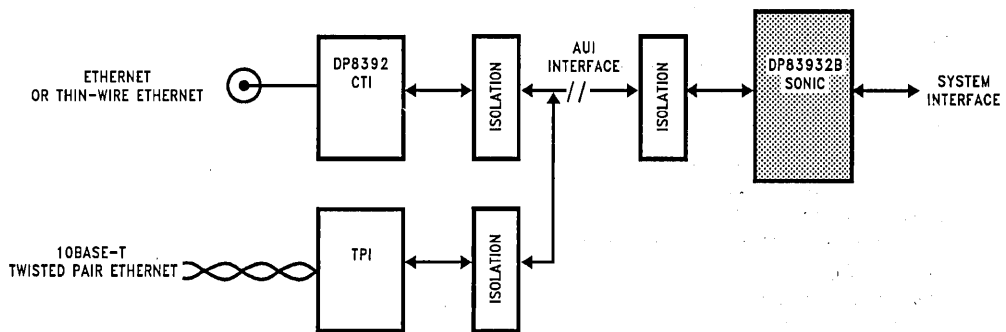 ETHERNET
OR THIN-WIRE ETHERNET
DP8392
CTI
ISOLATION
AUI
INTERFACE
ISOLATION
DP83932B
SONIC
SYSTEM
INTERFACE
10BASE-T
TWISTED PAIR ETHERNET
TPI
ISOLATION